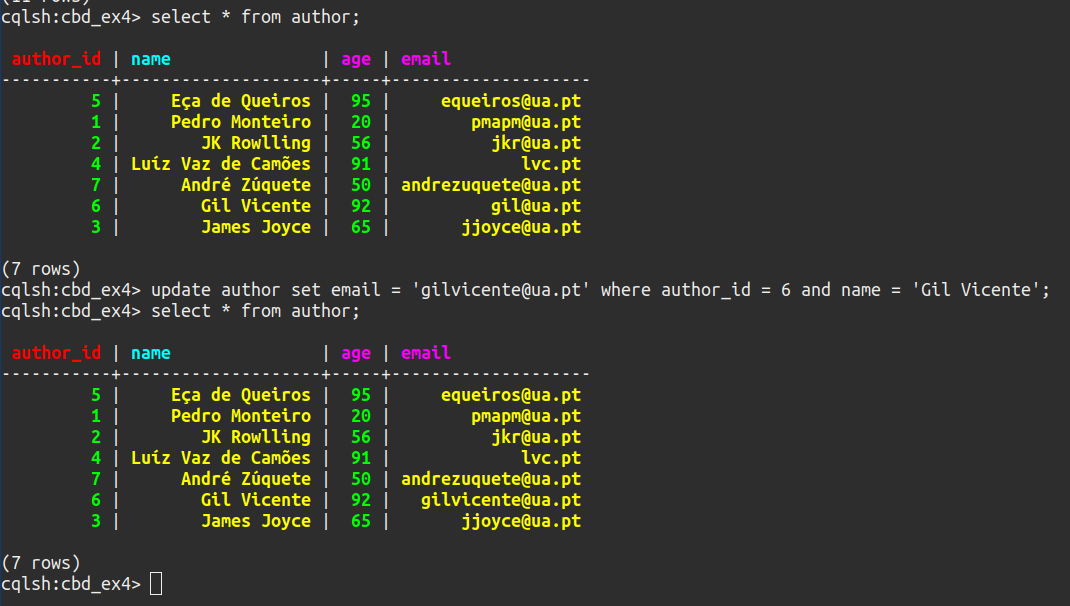 (11 rows)
cqlsh:cbd_ex4> select * from author;
 author_id | name               | age | email
-----------+--------------------+-----+--------------------
         5 |     Eça de Queiros |  95 |     equeiros@ua.pt
         1 |     Pedro Monteiro |  20 |        pmapm@ua.pt
         2 |        JK Rowlling |  56 |          jkr@ua.pt
         4 | Luíz Vaz de Camões |  91 |             lvc.pt
         7 |      André Zúquete |  50 | andrezuquete@ua.pt
         6 |        Gil Vicente |  92 |          gil@ua.pt
         3 |        James Joyce |  65 |       jjoyce@ua.pt
(7 rows)
cqlsh:cbd_ex4> update author set email = 'gilvicente@ua.pt' where author_id = 6 and name = 'Gil Vicente';
cqlsh:cbd_ex4> select * from author;
 author_id | name               | age | email
-----------+--------------------+-----+--------------------
         5 |     Eça de Queiros |  95 |     equeiros@ua.pt
         1 |     Pedro Monteiro |  20 |        pmapm@ua.pt
         2 |        JK Rowlling |  56 |          jkr@ua.pt
         4 | Luíz Vaz de Camões |  91 |             lvc.pt
         7 |      André Zúquete |  50 | andrezuquete@ua.pt
         6 |        Gil Vicente |  92 |   gilvicente@ua.pt
         3 |        James Joyce |  65 |       jjoyce@ua.pt
(7 rows)
cqlsh:cbd_ex4>